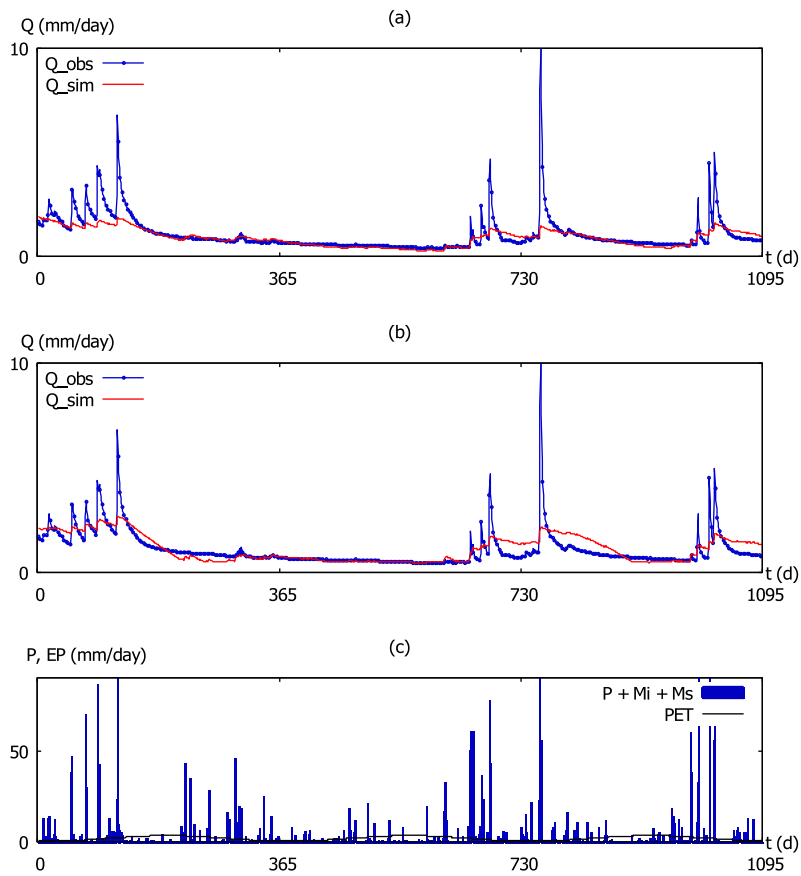 (a)
Q (mm/day)
10
Q_obs
Q_sim
0
t (d)
0 365 730 1095
(b)
Q (mm/day)
10
Q_obs
Q_sim
0
t (d)
0 365 730 1095
(c)
P, EP (mm/day)
P + Mi + Ms
PET
50
0
t (d)
0 365 730 1095